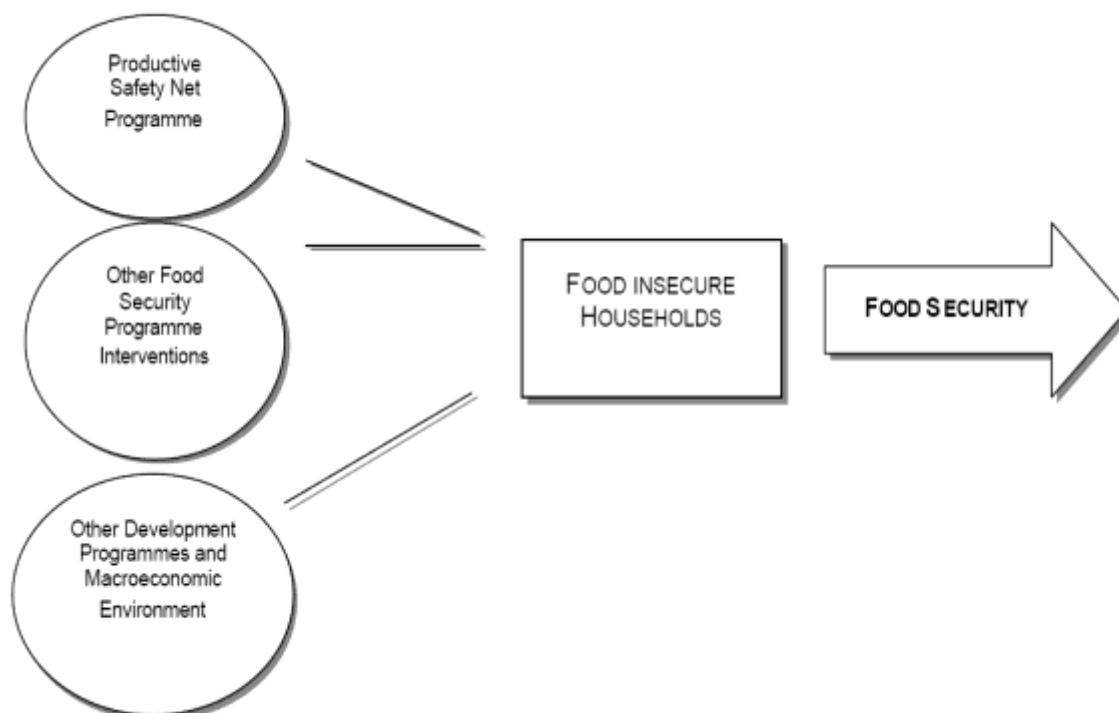 Productive
Safety Net
Programme
Other Food
Security
Programme
Interventions
Other Development
Programmes and
Macroeconomic
Environment
FOOD INSECURE
HOUSEHOLDS
FOOD SECURITY